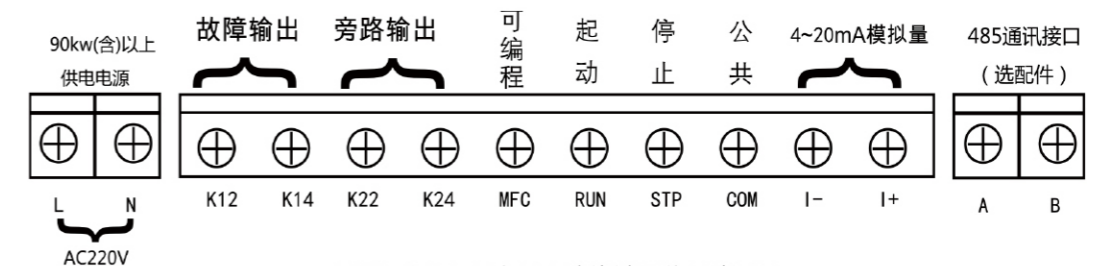 90kw(含)以上
供电电源
故障输出
旁路输出
可编程
起动
停止
公共
4~20mA模拟量
485通讯接口
（选配件）
L N
K12 K14 K22 K24 MFC RUN STP COM I- I+
A B
AC220V